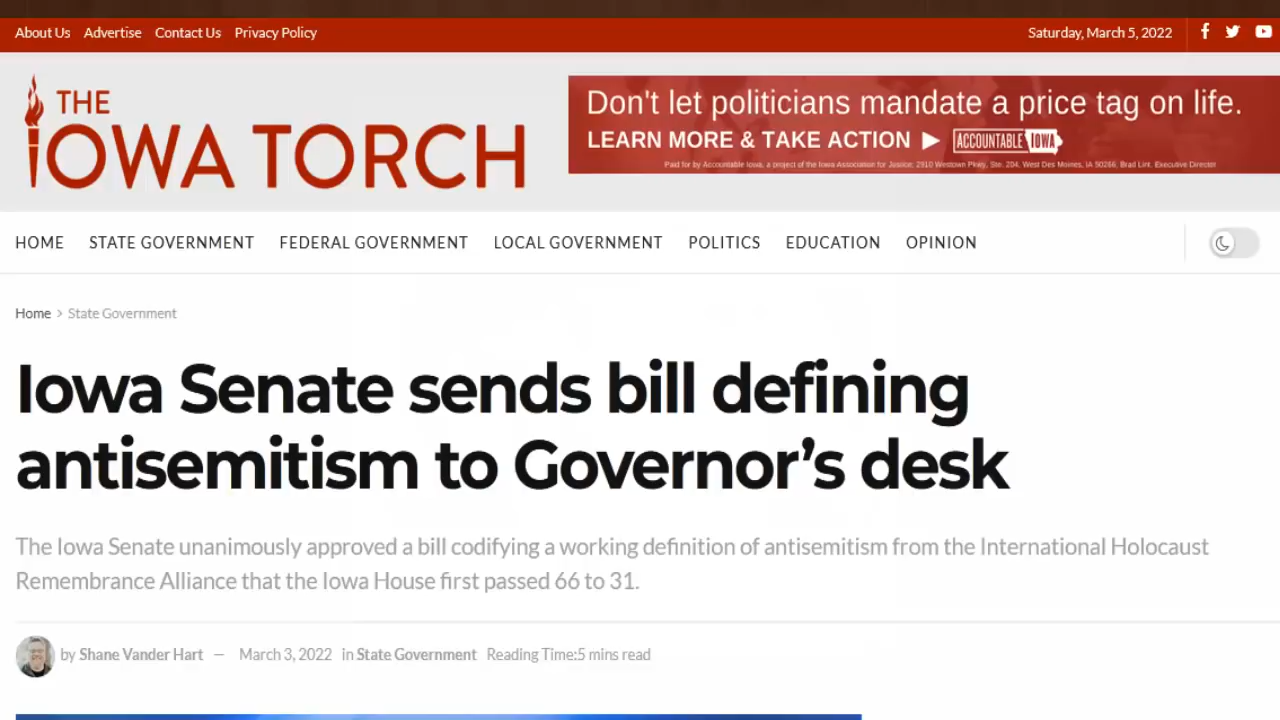 About Us Advertise Contact Us Privacy Policy Saturday, March 5, 2022
THE
IOWA TORCH
Don't let politicians mandate a price tag on life.
LEARN MORE & TAKE ACTION ACCOUNTABLE IOWA
Paid for by Accountable Iowa, a project of the Iowa Association for Justice; 2910 Westown Pkwy, Ste. 204, West Des Moines, IA 50266, Brad Lint, Executive Director
HOME STATE GOVERNMENT FEDERAL GOVERNMENT LOCAL GOVERNMENT POLITICS EDUCATION OPINION
Home > State Government
Iowa Senate sends bill defining
antisemitism to Governor’s desk
The Iowa Senate unanimously approved a bill codifying a working definition of antisemitism from the International Holocaust
Remembrance Alliance that the Iowa House first passed 66 to 31.
by Shane Vander Hart — March 3, 2022 in State Government Reading Time:5 mins read